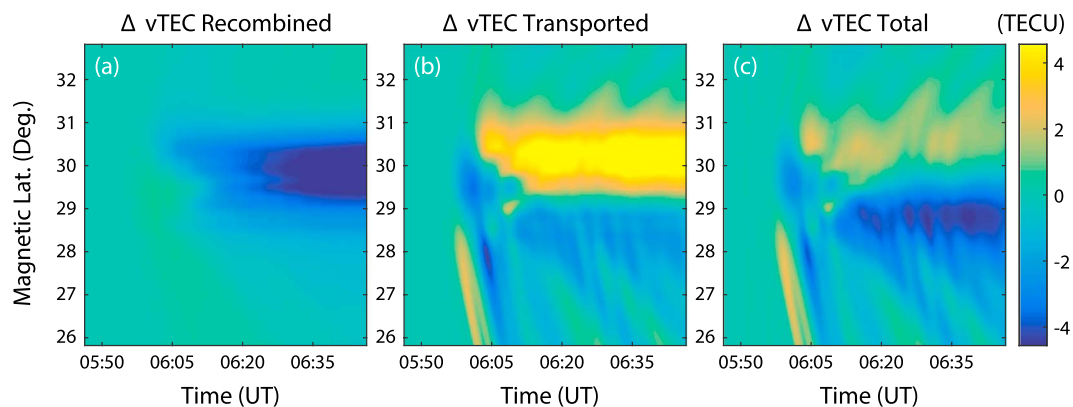 Δ vTEC Recombined
Δ vTEC Transported
Δ vTEC Total
(TECU)
(a)
(b)
(c)
Magnetic Lat. (Deg.)
32
31
30
29
28
27
26
32
31
30
29
28
27
26
32
31
30
29
28
27
26
4
2
0
-2
-4
05:50 06:05 06:20 06:35
05:50 06:05 06:20 06:35
05:50 06:05 06:20 06:35
Time (UT)
Time (UT)
Time (UT)